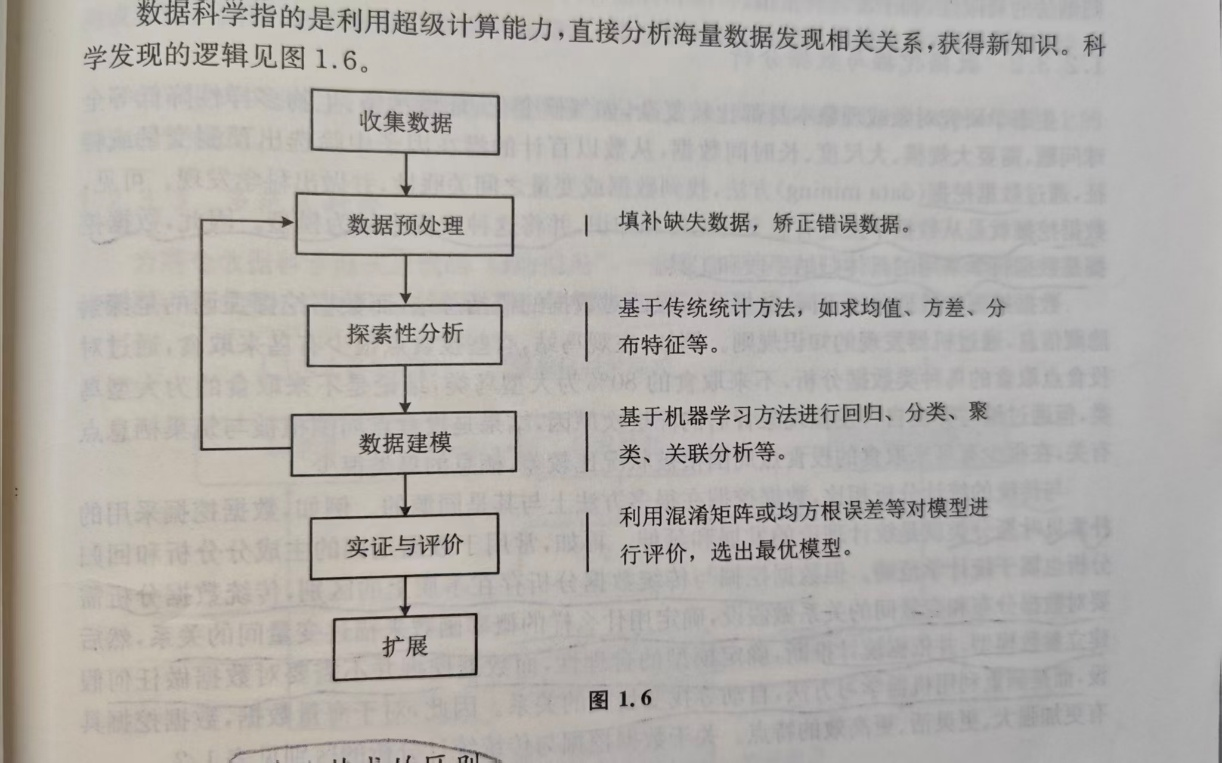 数据科学指的是利用超级计算能力，直接分析海量数据发现相关关系，获得新知识。科
学发现的逻辑见图1.6。
收集数据
数据预处理
填补缺失数据，矫正错误数据。
探索性分析
基于传统统计方法，如求均值、方差、分
布特征等。
数据建模
基于机器学习方法进行回归、分类、聚
类、关联分析等。
实证与评价
利用混淆矩阵或均方根误差等对模型进
行评价，选出最优模型。
扩展
图 1.6
的区别